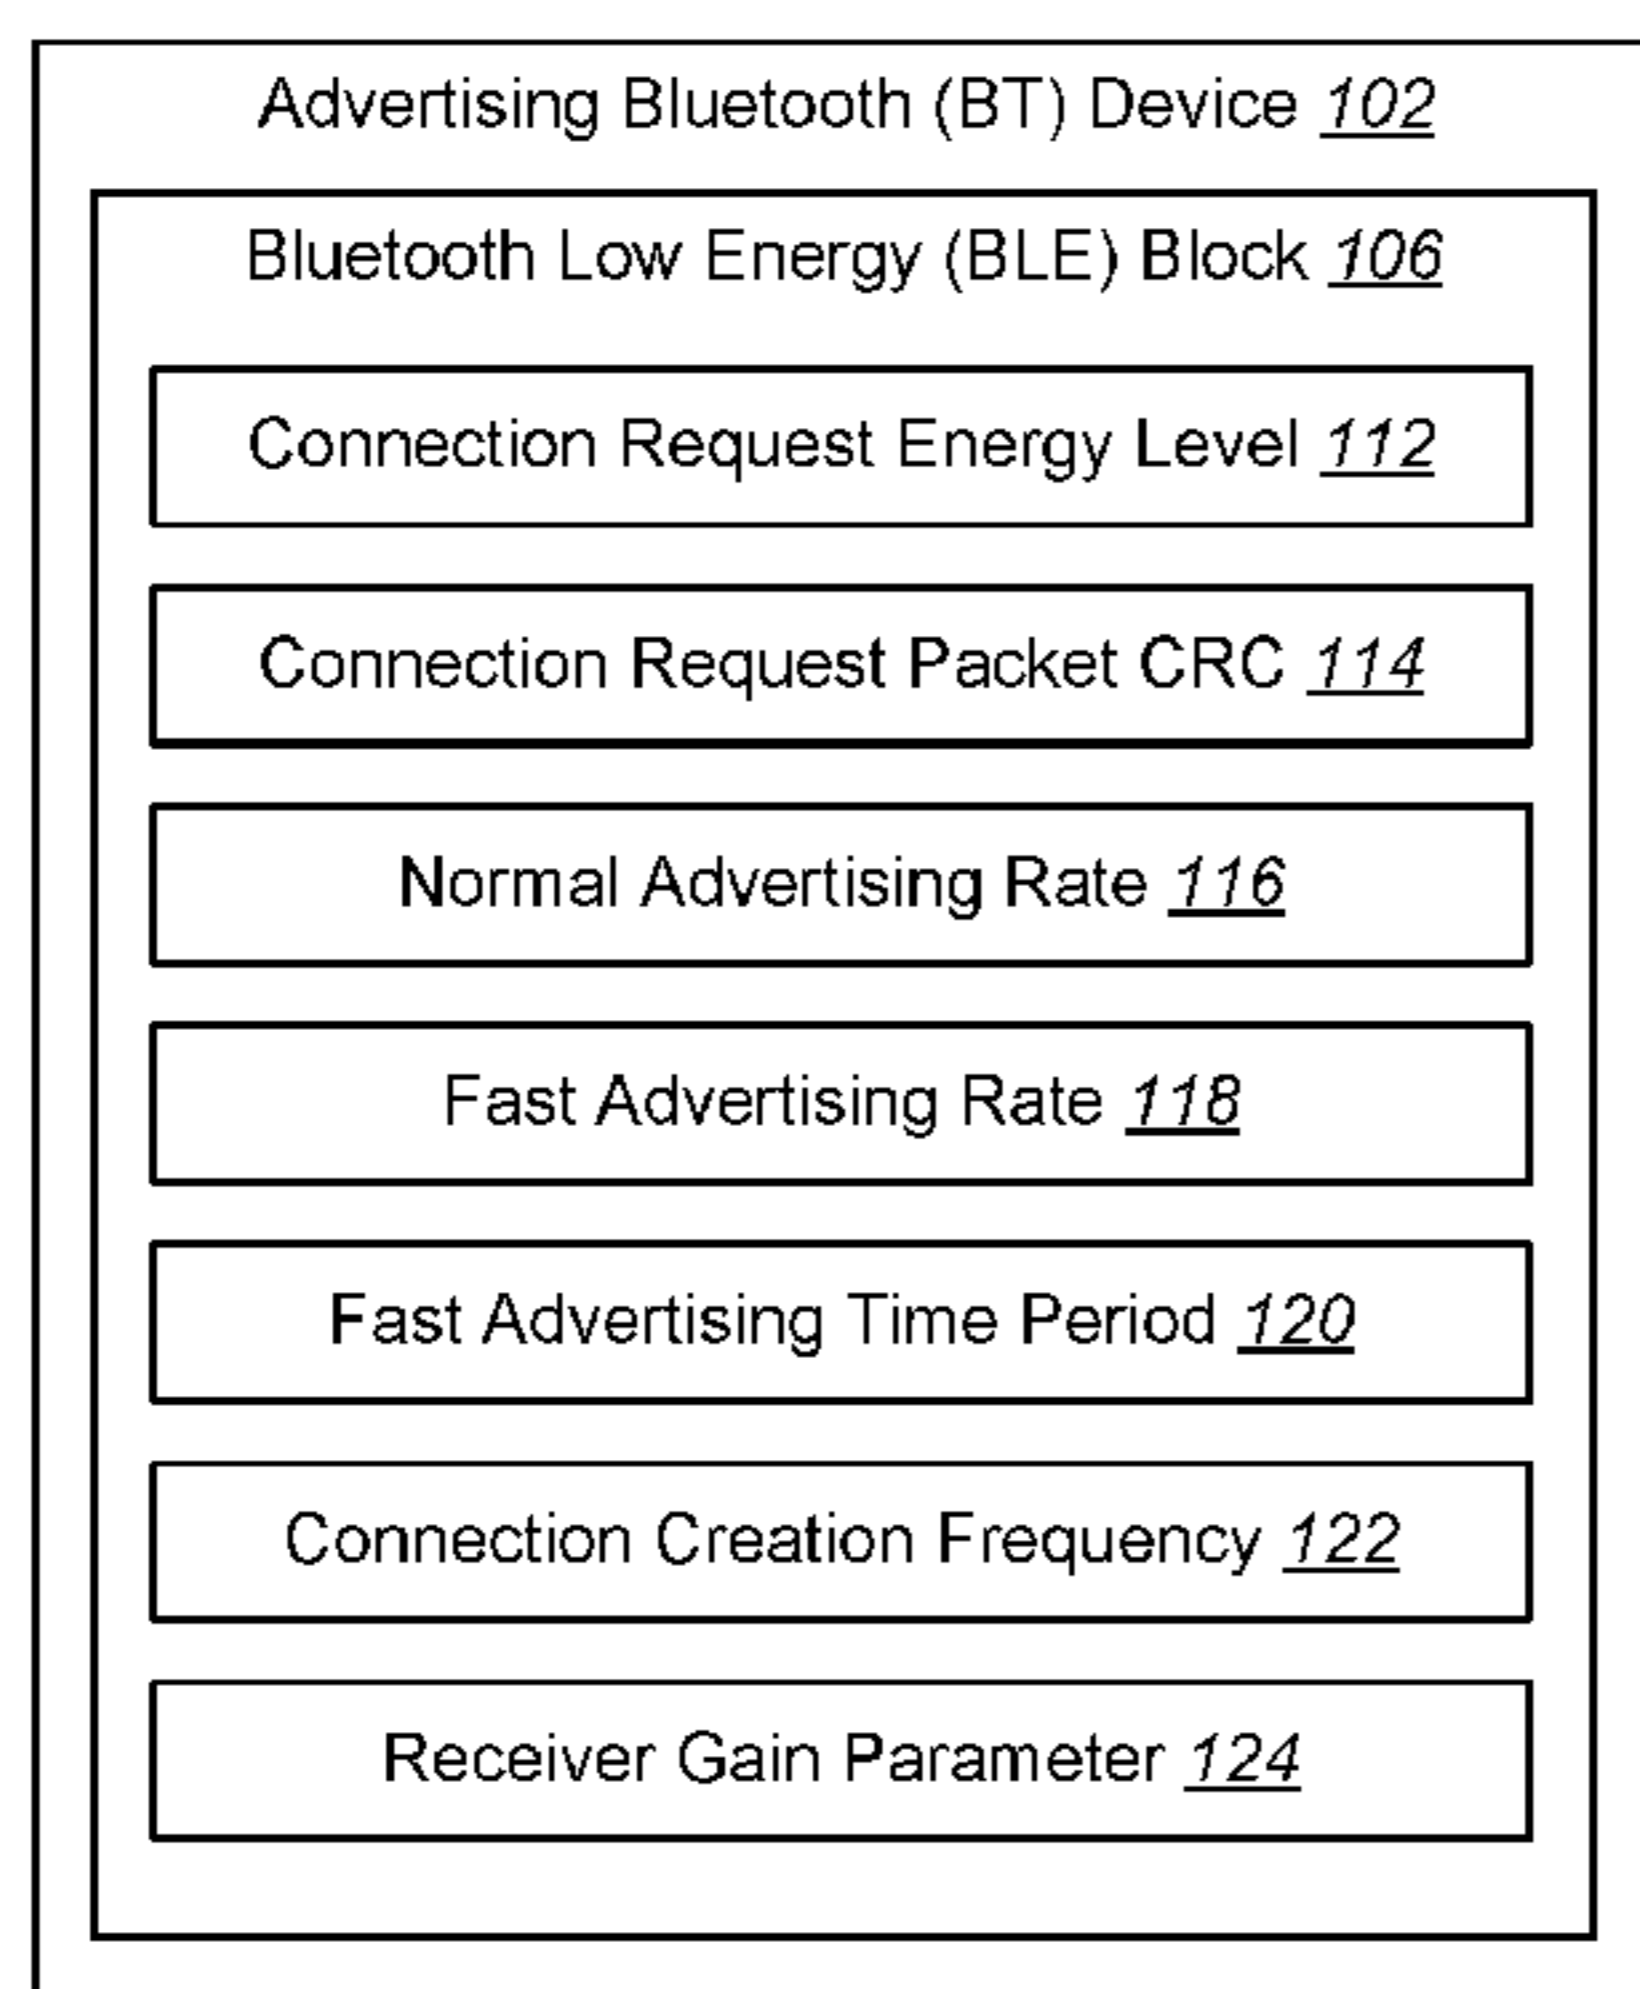 Advertising Bluetooth (BT) Device 102
Bluetooth Low Energy (BLE) Block 106
Connection Request Energy Level 112
Connection Request Packet CRC 114
Normal Advertising Rate 116
Fast Advertising Rate 118
Fast Advertising Time Period 120
Connection Creation Frequency 122
Receiver Gain Parameter 124